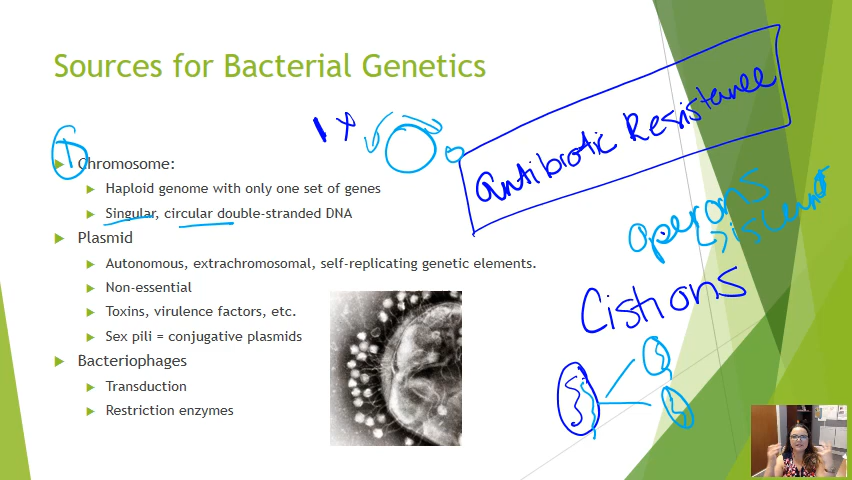 Sources for Bacterial Genetics
Antibiotic Resistance
1 X
1
Chromosome:
Haploid genome with only one set of genes
Singular, circular double-stranded DNA
operons
Plasmid
Autonomous, extrachromosomal, self-replicating genetic elements.
Non-essential
Cistrons
Toxins, virulence factors, etc.
Sex pili = conjugative plasmids
Bacteriophages
Transduction
Restriction enzymes